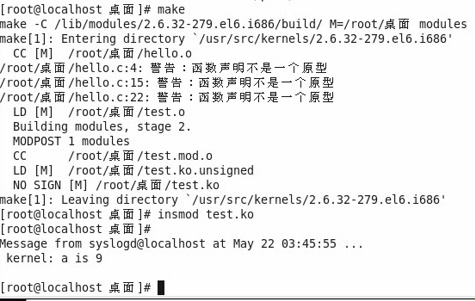 [root@localhost 桌面]# make
make -C /lib/modules/2.6.32-279.el6.i686/build/ M=/root/桌面 modules
make[1]: Entering directory `/usr/src/kernels/2.6.32-279.el6.i686'
  CC [M]  /root/桌面/hello.o
/root/桌面/hello.c:4: 警告：函数声明不是一个原型
/root/桌面/hello.c:15: 警告：函数声明不是一个原型
/root/桌面/hello.c:22: 警告：函数声明不是一个原型
  LD [M]  /root/桌面/test.o
  Building modules, stage 2.
  MODPOST 1 modules
  CC      /root/桌面/test.mod.o
  LD [M]  /root/桌面/test.ko.unsigned
  NO SIGN [M] /root/桌面/test.ko
make[1]: Leaving directory `/usr/src/kernels/2.6.32-279.el6.i686'
[root@localhost 桌面]# insmod test.ko
[root@localhost 桌面]#
Message from syslogd@localhost at May 22 03:45:55 ...
 kernel: a is 9
[root@localhost 桌面]#